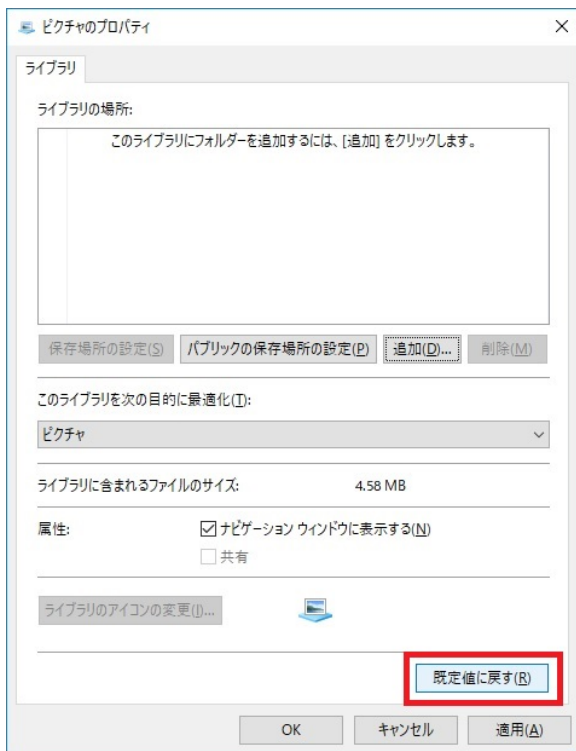 ピクチャのプロパティ
ライブラリ
ライブラリの場所:
このライブラリにフォルダーを追加するには、[追加] をクリックします。
保存場所の設定(S) パブリックの保存場所の設定(P) 追加(D)... 削除(M)
このライブラリを次の目的に最適化(T):
ピクチャ
ライブラリに含まれるファイルのサイズ: 4.58 MB
属性: ナビゲーション ウィンドウに表示する(N)
共有
ライブラリのアイコンの変更(I)...
既定値に戻す(R)
OK キャンセル 適用(A)